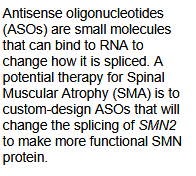 Antisense oligonucleotides
(ASOs) are small molecules
that can bind to RNA to
change how it is spliced. A
potential therapy for Spinal
Muscular Atrophy (SMA) is to
custom-design ASOs that will
change the splicing of SMN2
to make more functional SMN
protein.